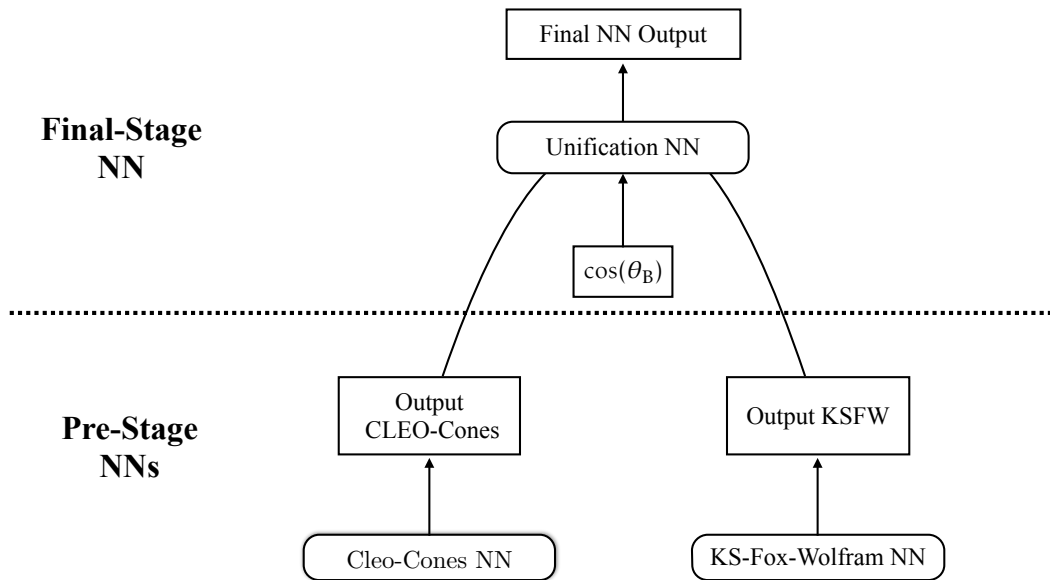 Final NN Output
Final-Stage
NN
Unification NN
cos(θ_B)
Output
CLEO-Cones
Output KSFW
Pre-Stage
NNs
Cleo-Cones NN
KS-Fox-Wolfram NN